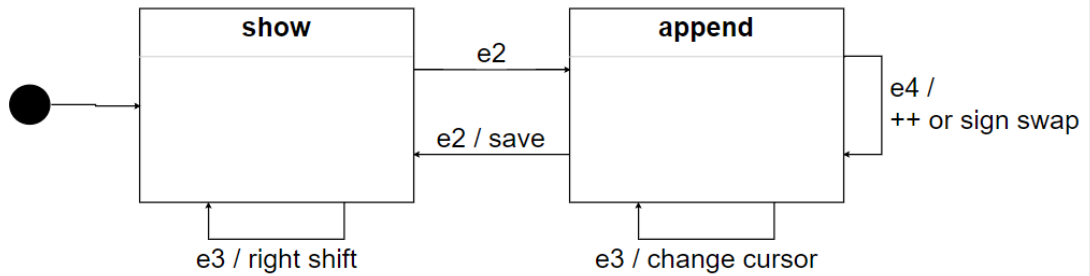 show
append
e2
e4 /
++ or sign swap
e2 / save
e3 / right shift
e3 / change cursor